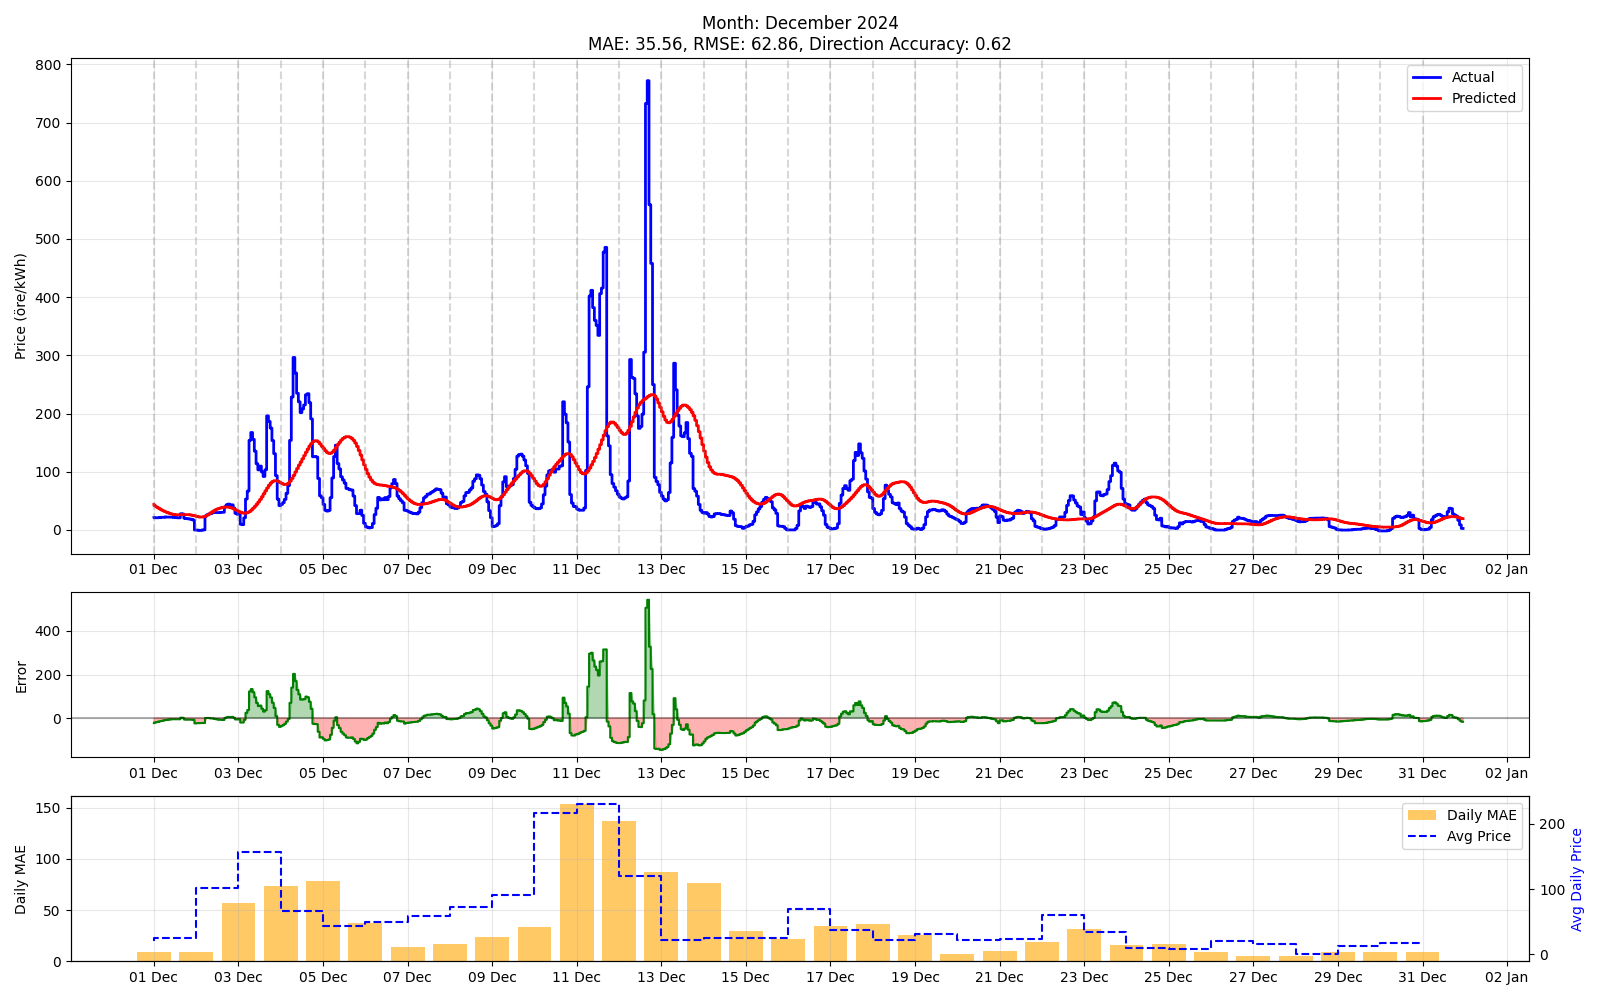 Month: December 2024
MAE: 35.56, RMSE: 62.86, Direction Accuracy: 0.62
Price (öre/kWh)
800
700
600
500
400
300
200
100
0
Actual
Predicted
01 Dec 03 Dec 05 Dec 07 Dec 09 Dec 11 Dec 13 Dec 15 Dec 17 Dec 19 Dec 21 Dec 23 Dec 25 Dec 27 Dec 29 Dec 31 Dec 02 Jan
Error
400
200
0
01 Dec 03 Dec 05 Dec 07 Dec 09 Dec 11 Dec 13 Dec 15 Dec 17 Dec 19 Dec 21 Dec 23 Dec 25 Dec 27 Dec 29 Dec 31 Dec 02 Jan
Daily MAE
150
100
50
0
Daily MAE
Avg Price
200
100
0
Avg Daily Price
01 Dec 03 Dec 05 Dec 07 Dec 09 Dec 11 Dec 13 Dec 15 Dec 17 Dec 19 Dec 21 Dec 23 Dec 25 Dec 27 Dec 29 Dec 31 Dec 02 Jan